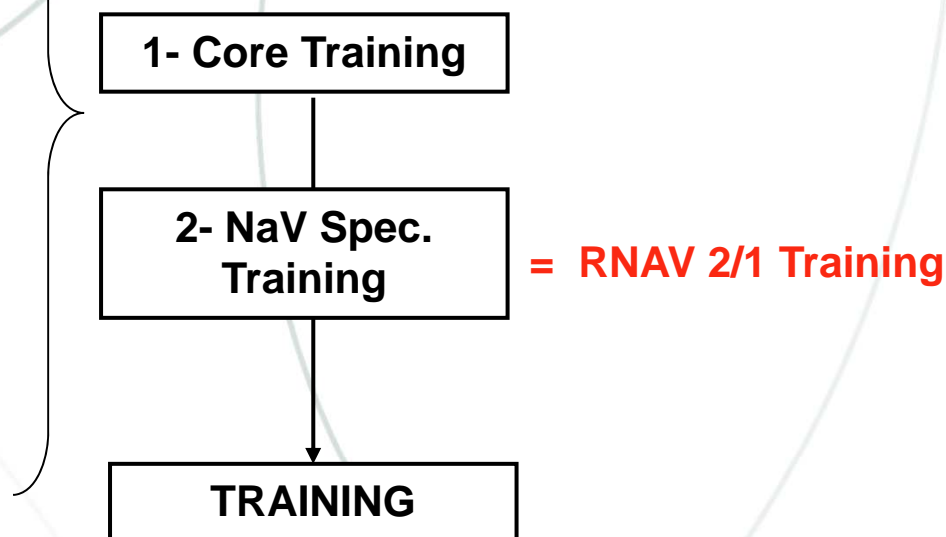 1- Core Training
2- NaV Spec.
Training
= RNAV 2/1 Training
TRAINING